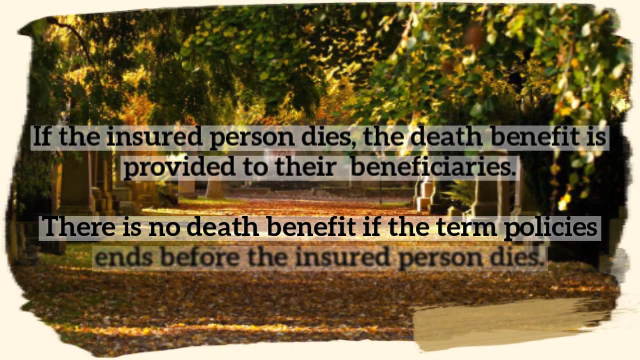 If the insured person dies, the death benefit is
provided to their  beneficiaries.
There is no death benefit if the term policies
ends before the insured person dies.